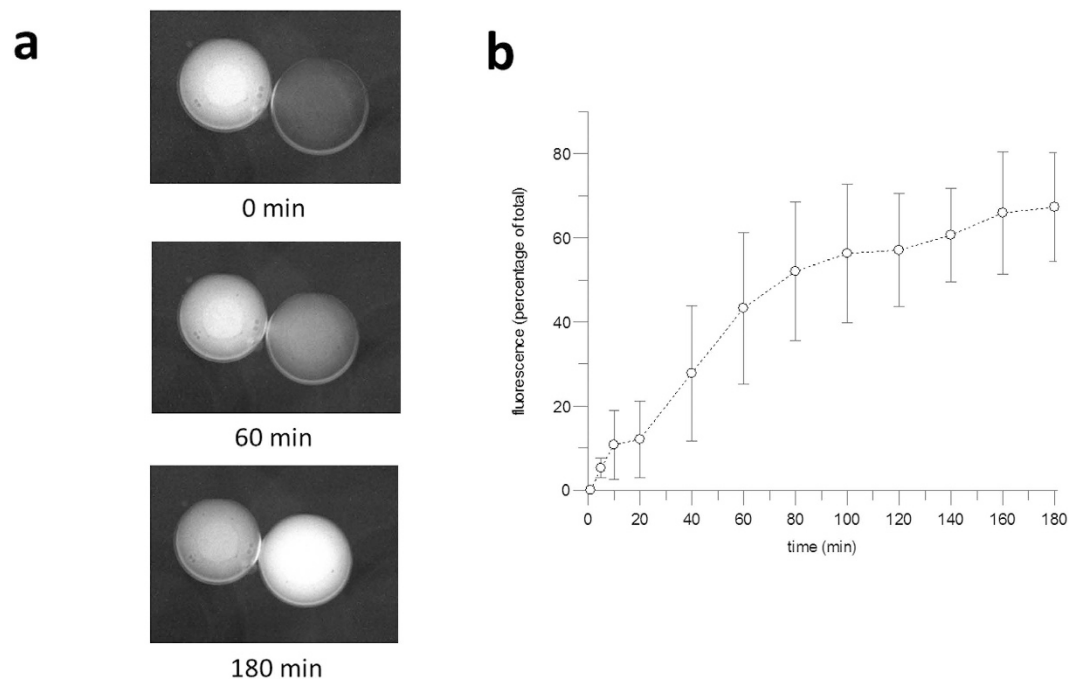 a
0 min
60 min
180 min
b
fluorescence (percentage of total)
80
60
40
20
0
0 20 40 60 80 100 120 140 160 180
time (min)